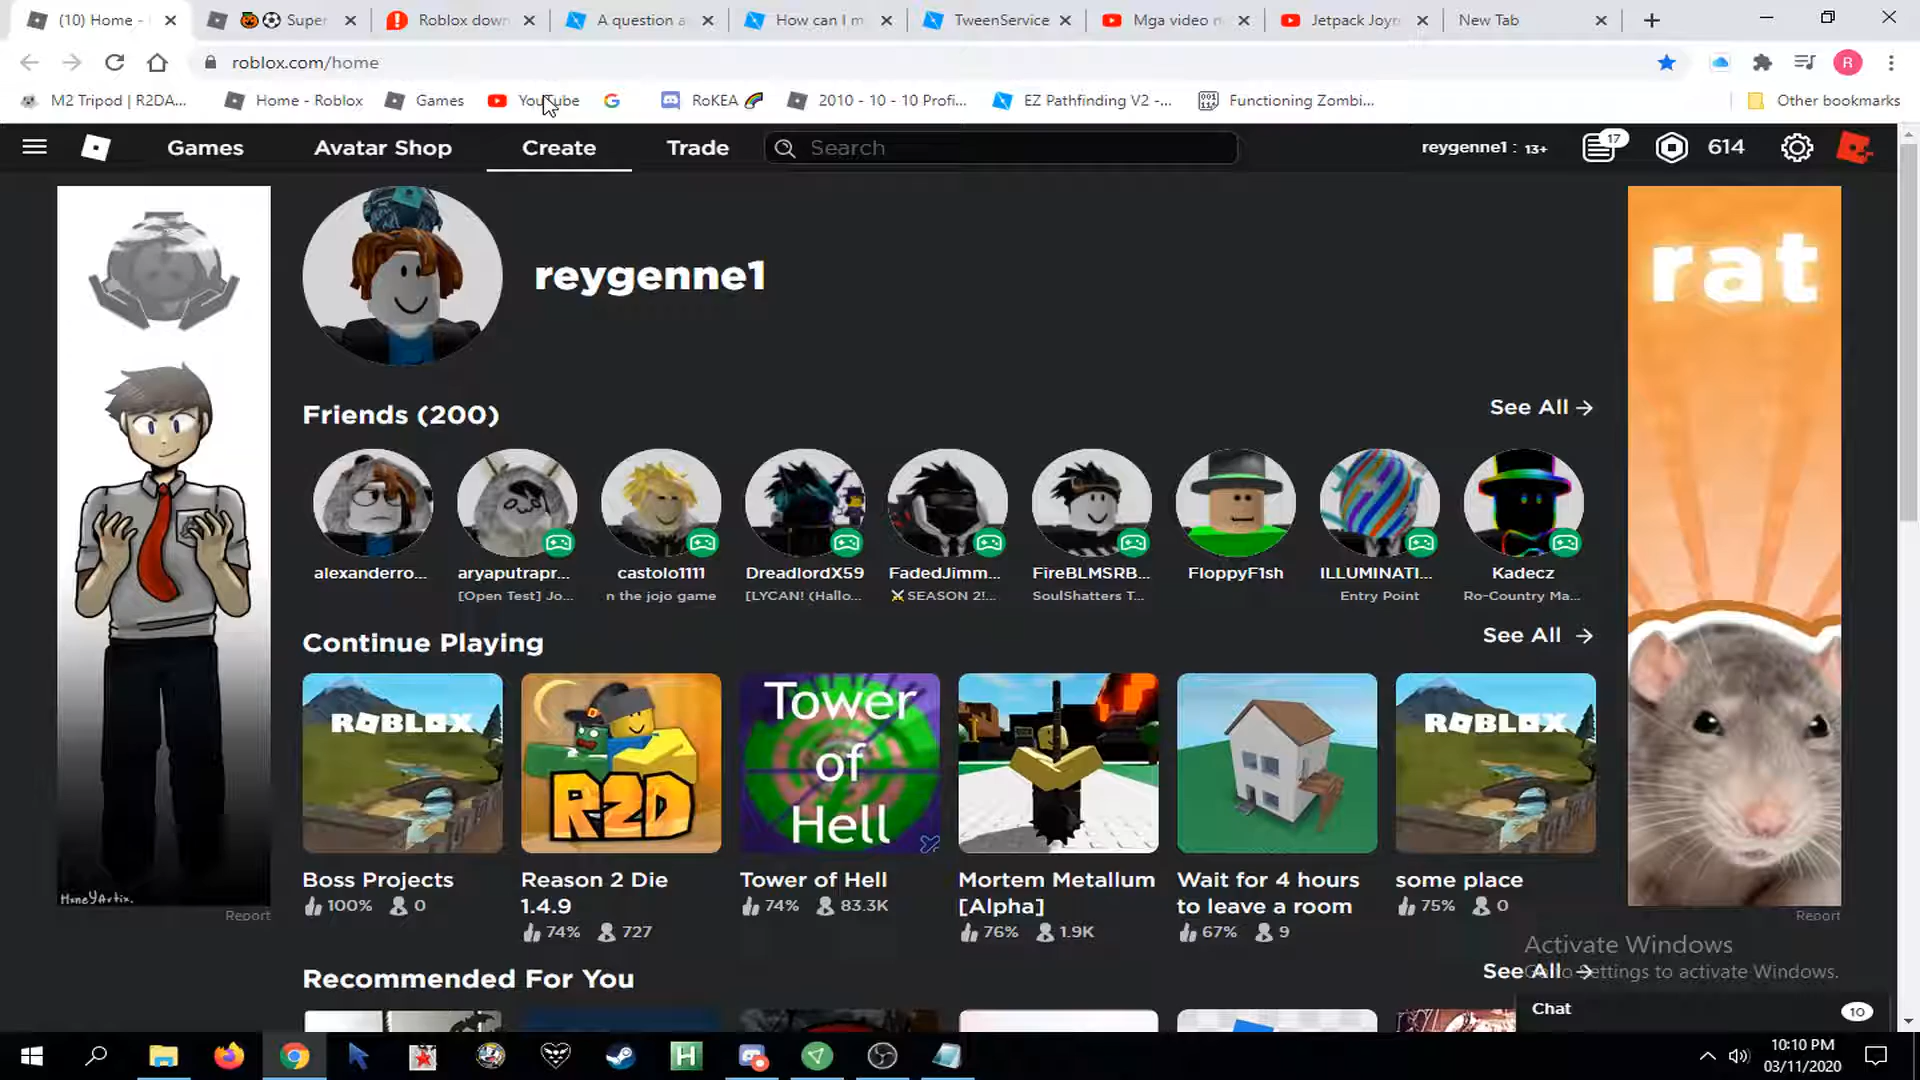 (10) Home -
Super
Roblox down
A question a
How can I m
TweenService
Mga video n
Jetpack Joyr
New Tab
roblox.com/home
R
M2 Tripod | R2DA...
Home - Roblox
Games
YouTube
RoKEA
2010 - 10 - 10 Profi...
EZ Pathfinding V2 -...
Functioning Zombi...
Other bookmarks
Games
Avatar Shop
Create
Trade
Search
reygenne1 : 13+
17
614
reygenne1
rat
Friends (200)
See All →
alexanderro...
aryaputrapr...
castolo1111
DreadlordX59
FadedJimm...
FireBLMSRB...
FloppyF1sh
ILLUMINATI...
Kadecz
[Open Test] Jo...
n the jojo game
[LYCAN! (Hallo...
⚔ SEASON 2!...
SoulShatters T...
Entry Point
Ro-Country Ma...
Continue Playing
See All →
ROBLOX
R2D
Tower
of
Hell
ROBLOX
Boss Projects
100% 0
Reason 2 Die
1.4.9
74% 727
Tower of Hell
74% 83.3K
Mortem Metallum
[Alpha]
76% 1.9K
Wait for 4 hours
to leave a room
67% 9
some place
75% 0
HxneyArtix.
Report
Report
Activate Windows
Go to Settings to activate Windows.
Recommended For You
See All →
Chat
10
H
10:10 PM
03/11/2020